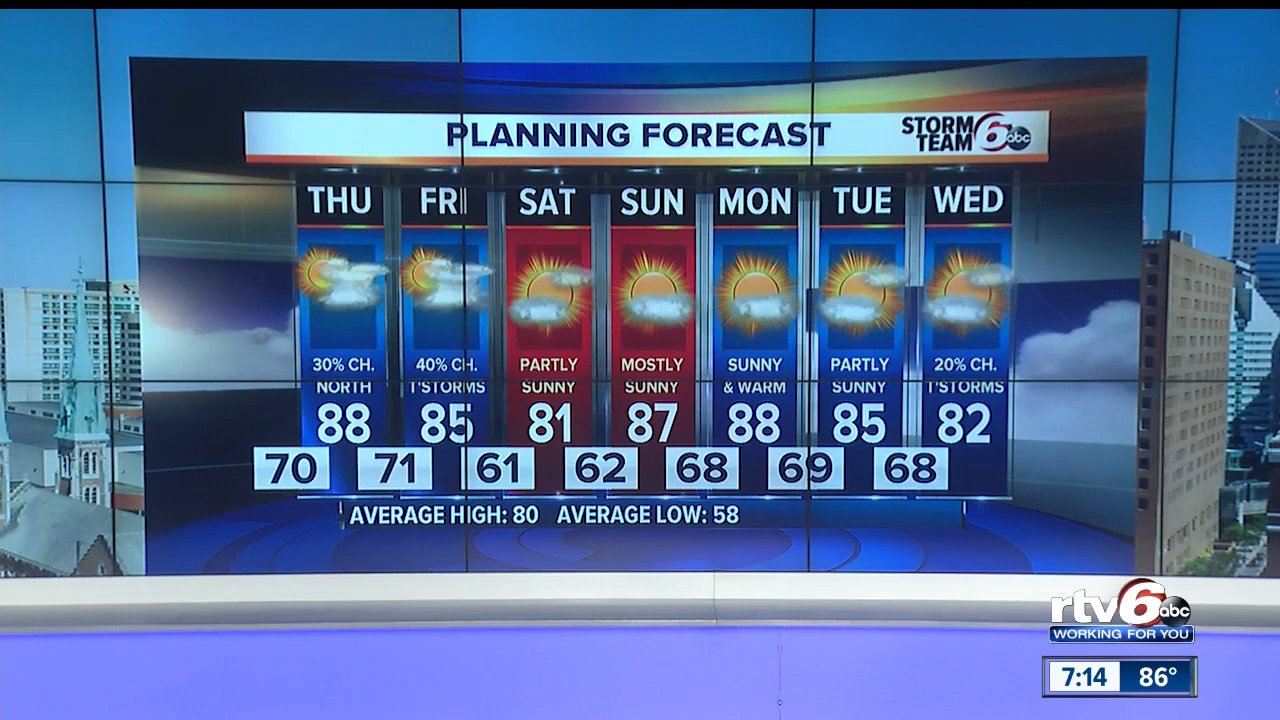 PLANNING FORECAST
STORM TEAM 6 abc
THU FRI SAT SUN MON TUE WED
30% CH. 40% CH. PARTLY MOSTLY SUNNY PARTLY 20% CH.
NORTH T'STORMS SUNNY SUNNY & WARM SUNNY T'STORMS
88 85 81 87 88 85 82
70 71 61 62 68 69 68
AVERAGE HIGH: 80 AVERAGE LOW: 58
rtv6 abc
WORKING FOR YOU
7:14 86°